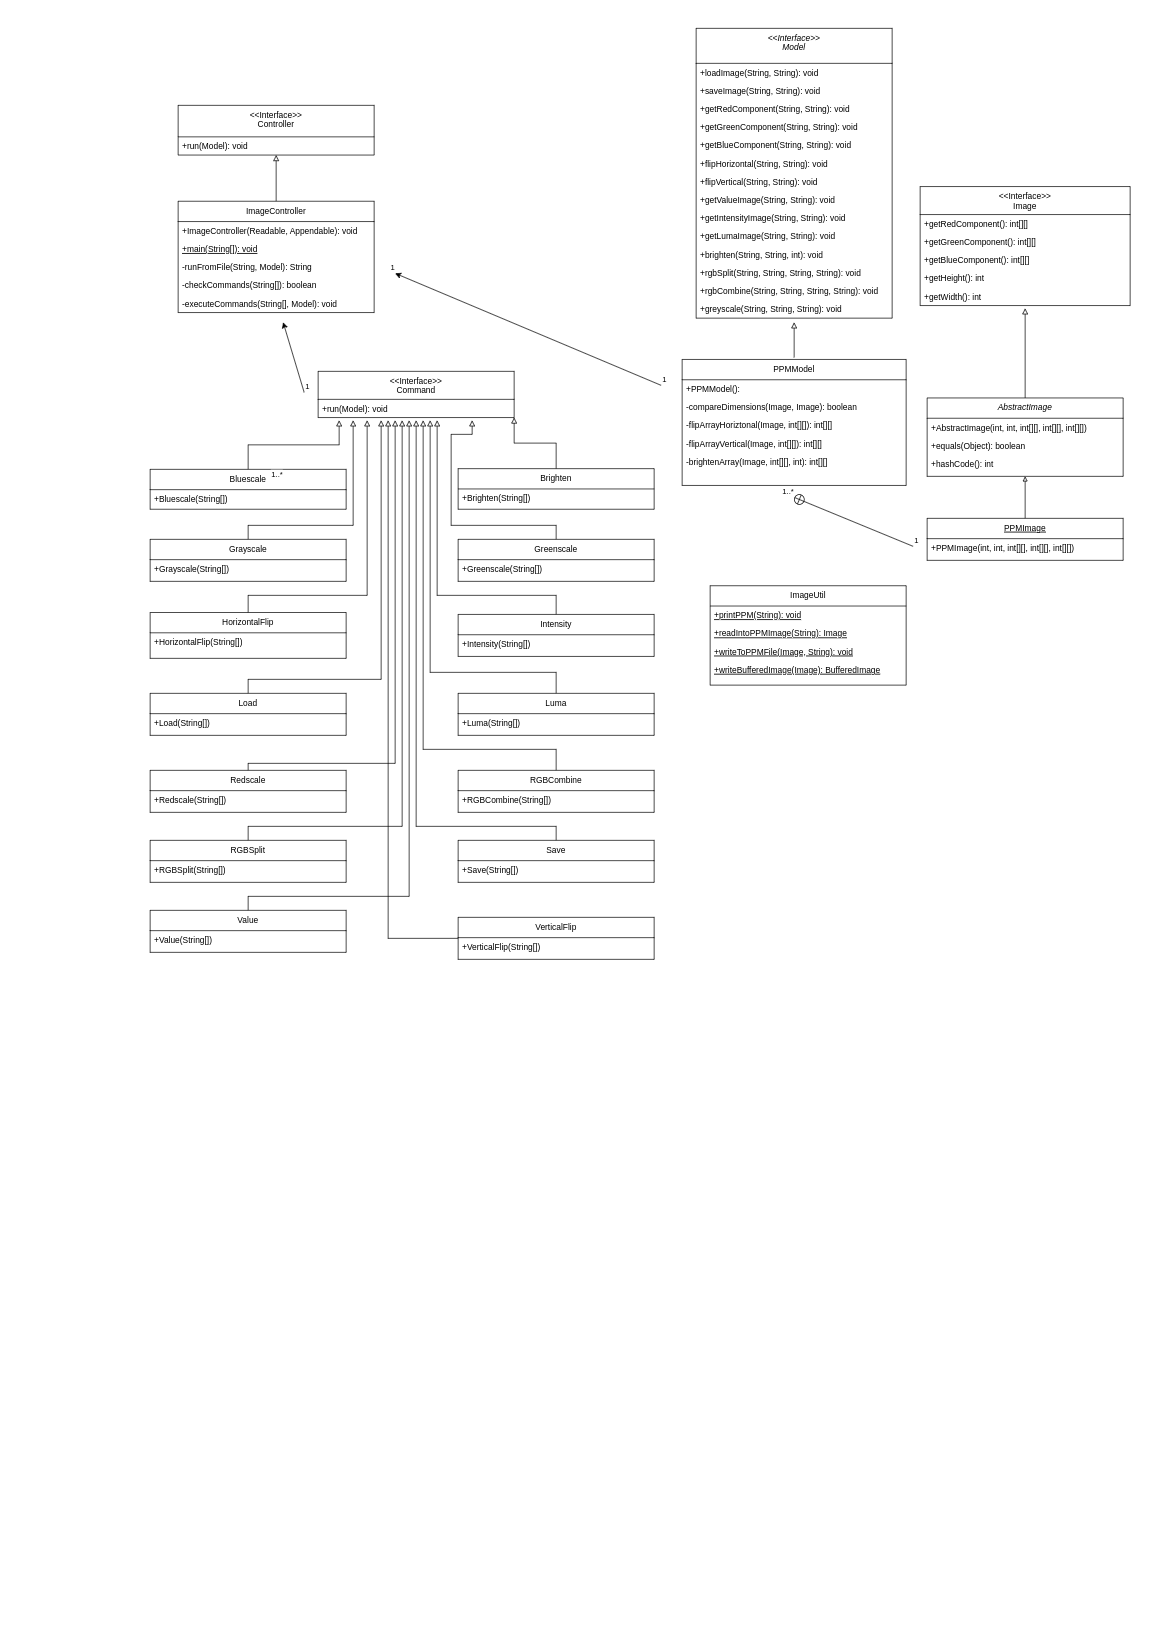 <<Interface>>
Model
+loadImage(String, String): void
+saveImage(String, String): void
+getRedComponent(String, String): void
+getGreenComponent(String, String): void
+getBlueComponent(String, String): void
+flipHorizontal(String, String): void
+flipVertical(String, String): void
+getValueImage(String, String): void
+getIntensityImage(String, String): void
+getLumaImage(String, String): void
+brighten(String, String, int): void
+rgbSplit(String, String, String, String): void
+rgbCombine(String, String, String, String): void
+greyscale(String, String, String): void
<<Interface>>
Controller
+run(Model): void
ImageController
+ImageController(Readable, Appendable): void
+main(String[]): void
-runFromFile(String, Model): String
-checkCommands(String[]): boolean
-executeCommands(String[], Model): void
<<Interface>>
Image
+getRedComponent(): int[][]
+getGreenComponent(): int[][]
+getBlueComponent(): int[][]
+getHeight(): int
+getWidth(): int
1
1
1
<<Interface>>
Command
+run(Model): void
PPMModel
+PPMModel():
-compareDimensions(Image, Image): boolean
-flipArrayHoriztonal(Image, int[][]): int[][]
-flipArrayVertical(Image, int[][]): int[][]
-brightenArray(Image, int[][], int): int[][]
AbstractImage
+AbstractImage(int, int, int[][], int[][], int[][])
+equals(Object): boolean
+hashCode(): int
1..*
1
PPMImage
+PPMImage(int, int, int[][], int[][], int[][])
ImageUtil
+printPPM(String): void
+readIntoPPMImage(String): Image
+writeToPPMFile(Image, String): void
+writeBufferedImage(Image): BufferedImage
Bluescale
1..*
+Bluescale(String[])
Brighten
+Brighten(String[])
Grayscale
+Grayscale(String[])
Greenscale
+Greenscale(String[])
HorizontalFlip
+HorizontalFlip(String[])
Intensity
+Intensity(String[])
Load
+Load(String[])
Luma
+Luma(String[])
Redscale
+Redscale(String[])
RGBCombine
+RGBCombine(String[])
RGBSplit
+RGBSplit(String[])
Save
+Save(String[])
Value
+Value(String[])
VerticalFlip
+VerticalFlip(String[])